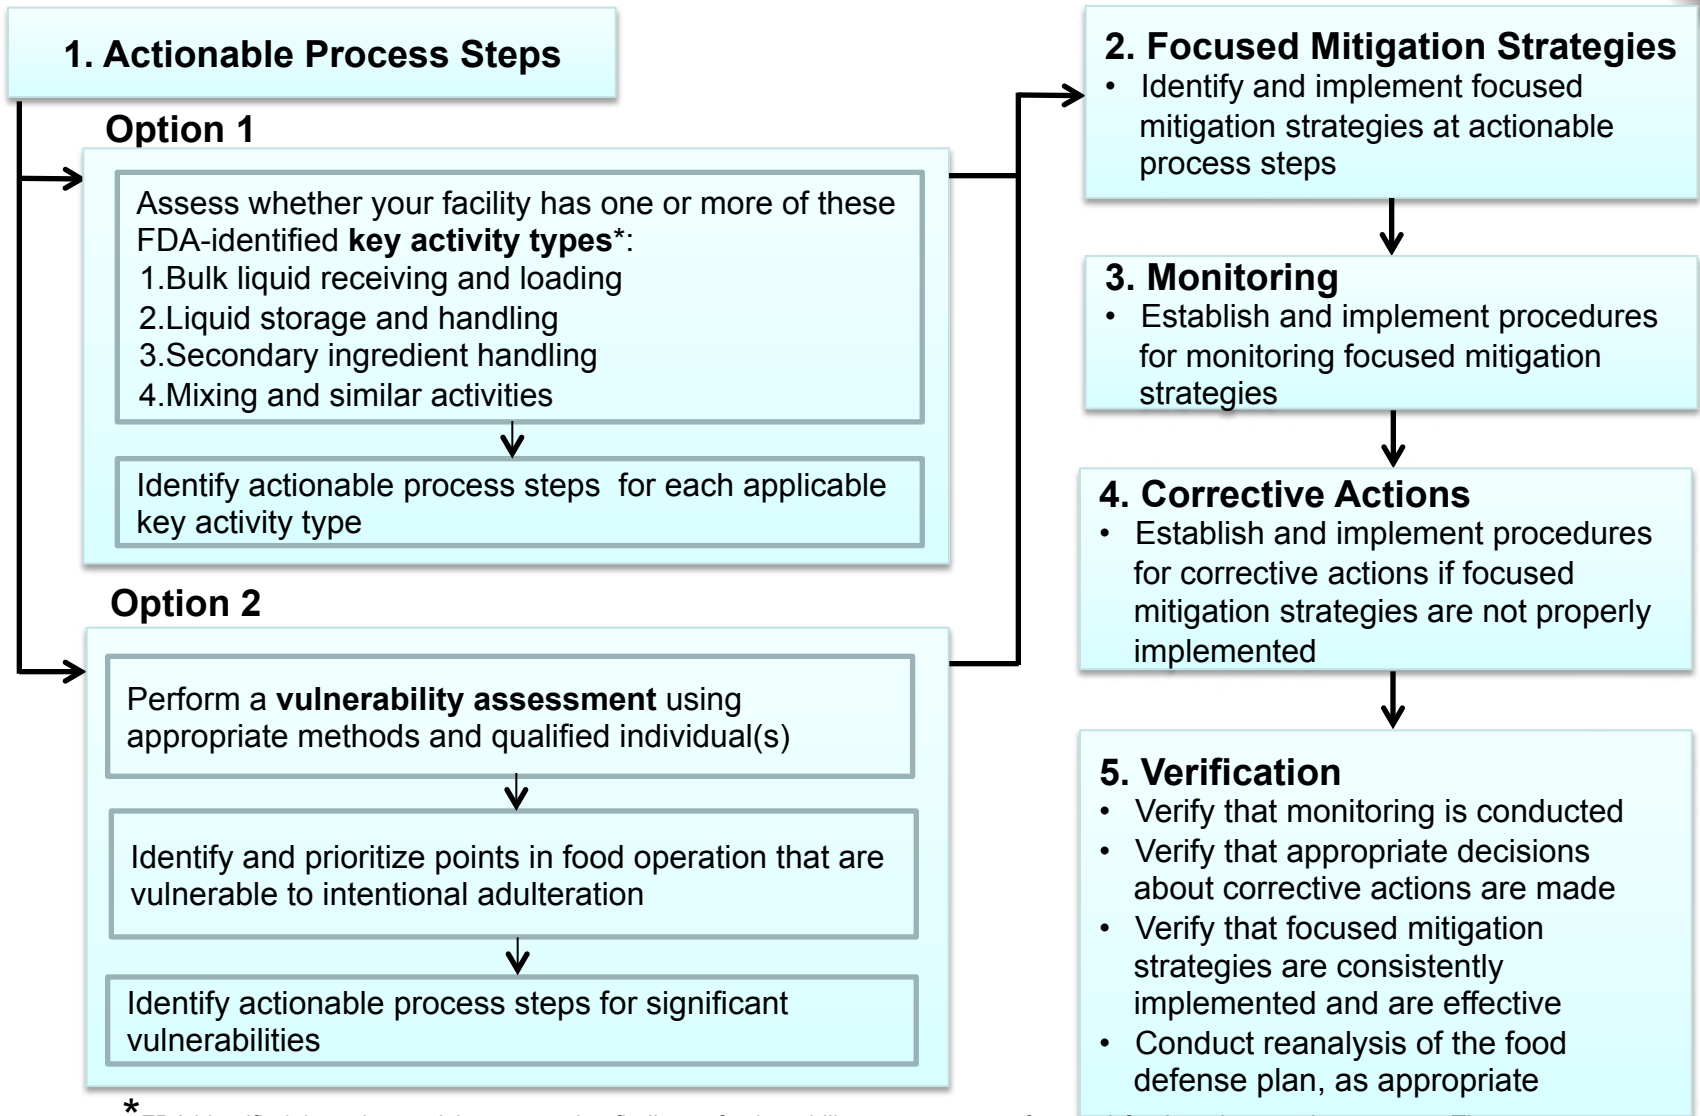 1. Actionable Process Steps
Option 1
Assess whether your facility has one or more of these
FDA-identified key activity types*:
1.Bulk liquid receiving and loading
2.Liquid storage and handling
3.Secondary ingredient handling
4.Mixing and similar activities
Identify actionable process steps for each applicable
key activity type
Option 2
Perform a vulnerability assessment using
appropriate methods and qualified individual(s)
Identify and prioritize points in food operation that are
vulnerable to intentional adulteration
Identify actionable process steps for significant
vulnerabilities
2. Focused Mitigation Strategies
• Identify and implement focused
mitigation strategies at actionable
process steps
3. Monitoring
• Establish and implement procedures
for monitoring focused mitigation
strategies
4. Corrective Actions
• Establish and implement procedures
for corrective actions if focused
mitigation strategies are not properly
implemented
5. Verification
• Verify that monitoring is conducted
• Verify that appropriate decisions
about corrective actions are made
• Verify that focused mitigation
strategies are consistently
implemented and are effective
• Conduct reanalysis of the food
defense plan, as appropriate
*